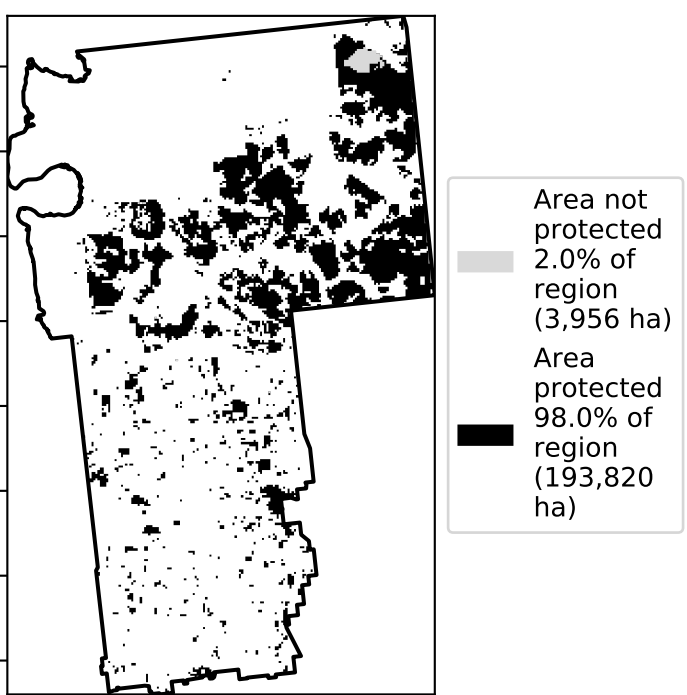 Area not
protected
2.0% of
region
(3,956 ha)
Area
protected
98.0% of
region
(193,820
ha)